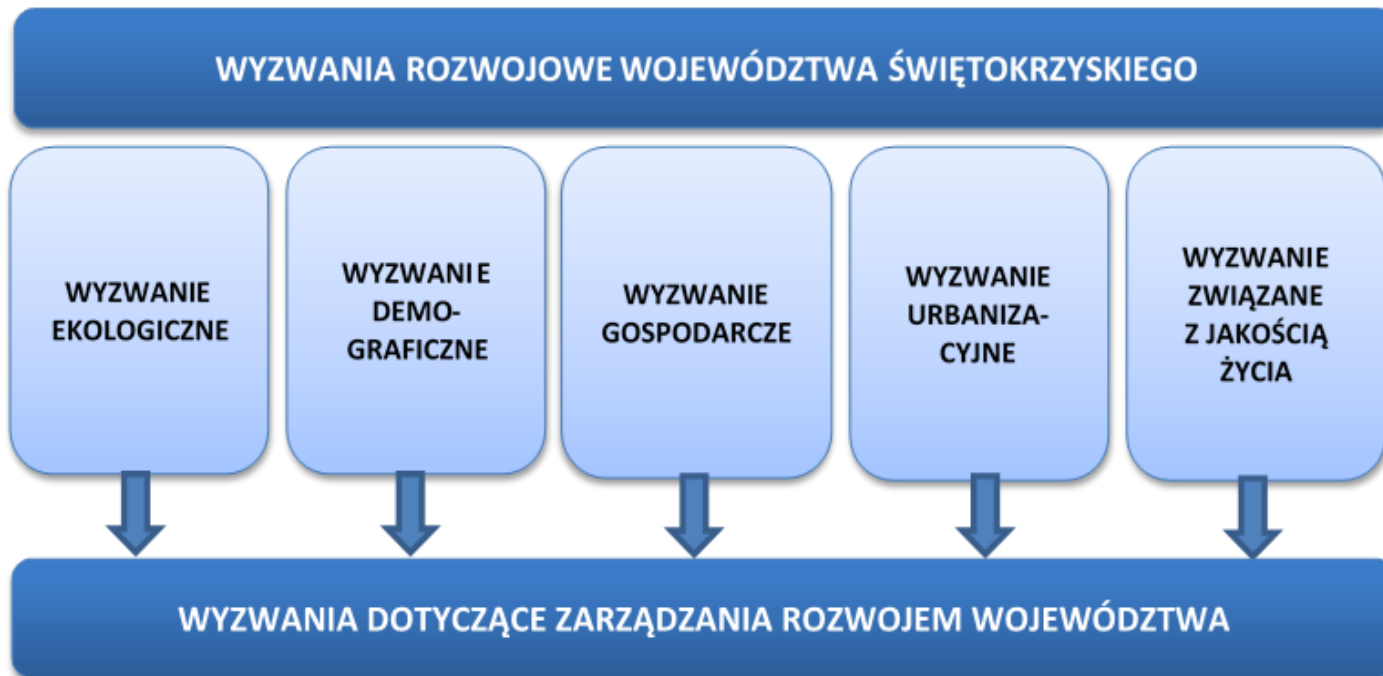 WYZWANIA ROZWOJOWE WOJEWÓDZTWA ŚWIĘTOKRZYSKIEGO
WYZWANIE
EKOLOGICZNE
WYZWANIE
DEMO-
GRAFICZNE
WYZWANIE
GOSPODARCZE
WYZWANIE
URBANIZA-
CYJNE
WYZWANIE
ZWIĄZANE
Z JAKOŚCIĄ
ŻYCIA
WYZWANIA DOTYCZĄCE ZARZĄDZANIA ROZWOJEM WOJEWÓDZTWA